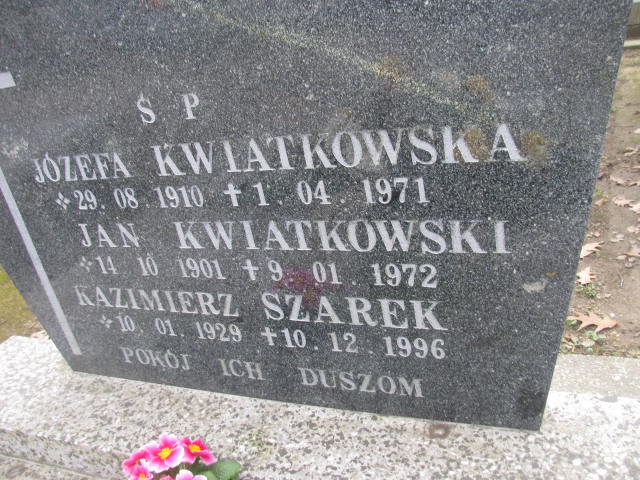 Ś P
JÓZEFA KWIATKOWSKA
29. 08 1910 1. 04. 1971
JAN KWIATKOWSKI
14 10 1901 9 01 1972
KAZIMIERZ SZAREK
10. 01. 1929 10. 12. 1996
POKÓJ ICH DUSZOM